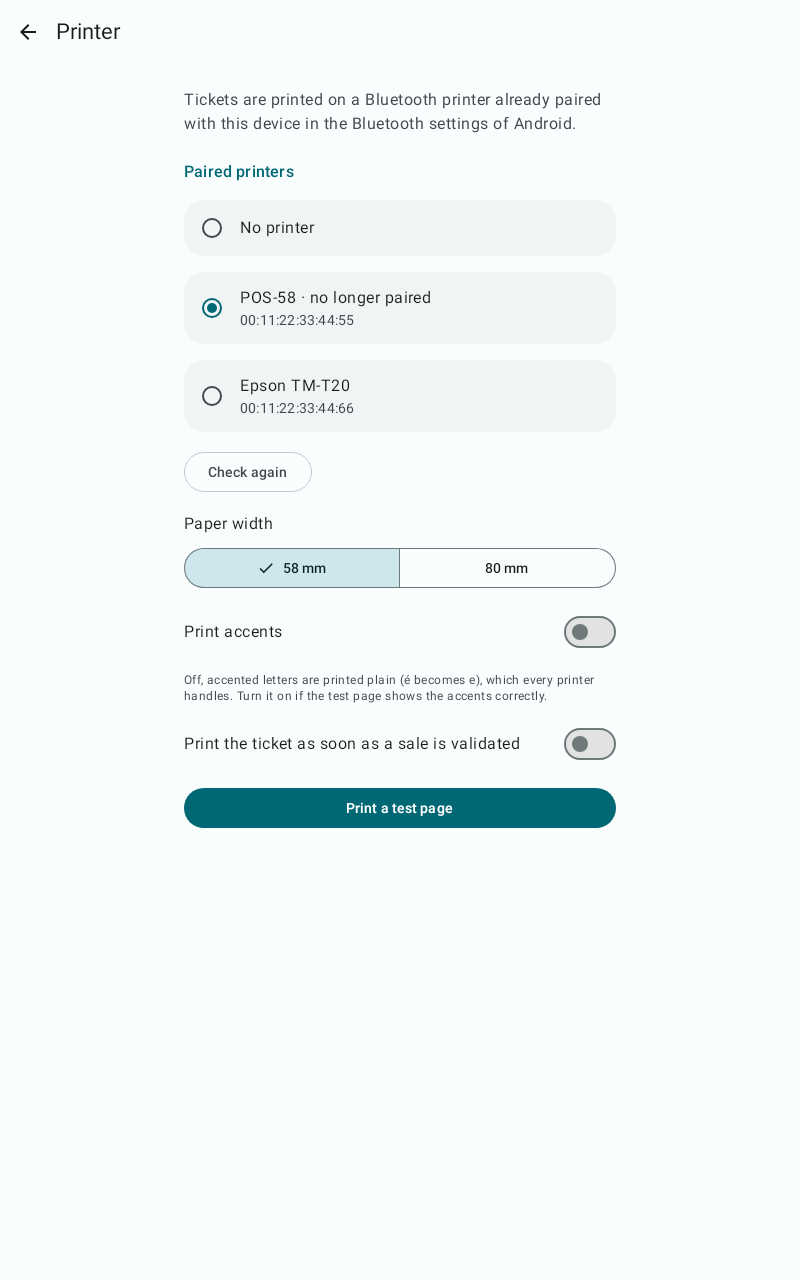 Printer
Tickets are printed on a Bluetooth printer already paired
with this device in the Bluetooth settings of Android.
Paired printers
No printer
POS-58 · no longer paired
00:11:22:33:44:55
Epson TM-T20
00:11:22:33:44:66
Check again
Paper width
58 mm
80 mm
Print accents
Off, accented letters are printed plain (é becomes e), which every printer
handles. Turn it on if the test page shows the accents correctly.
Print the ticket as soon as a sale is validated
Print a test page